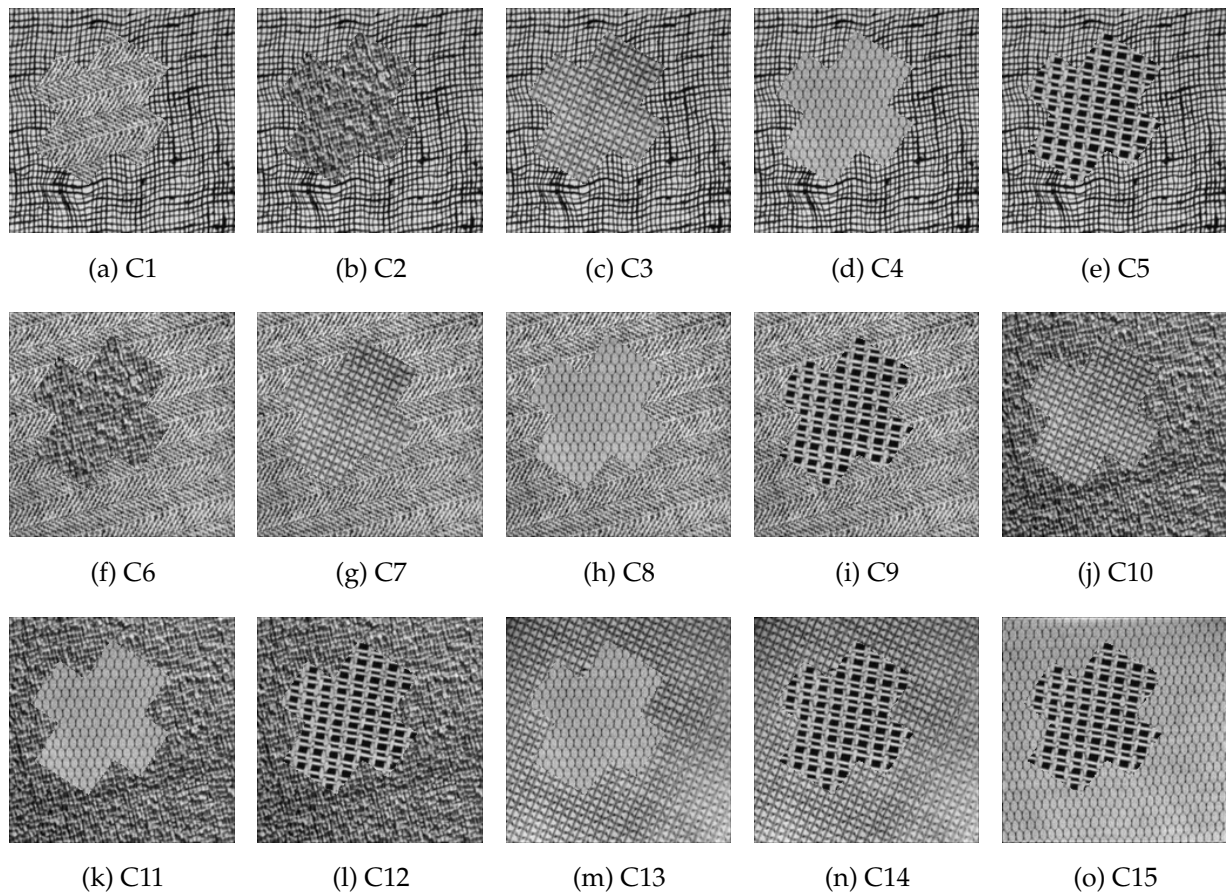 (a) C1
(b) C2
(c) C3
(d) C4
(e) C5
(f) C6
(g) C7
(h) C8
(i) C9
(j) C10
(k) C11
(l) C12
(m) C13
(n) C14
(o) C15